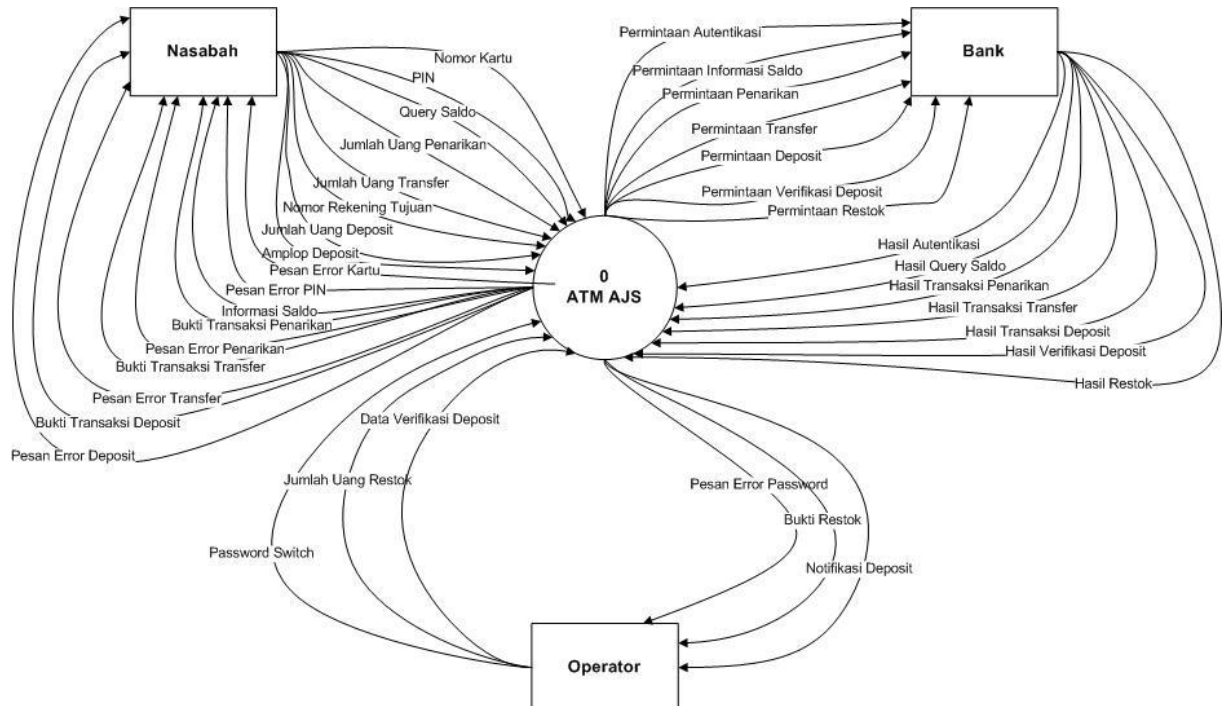 Nasabah
Bank
Nomor Kartu
PIN
Query Saldo
Jumlah Uang Penarikan
Jumlah Uang Transfer
Nomor Rekening Tujuan
Jumlah Uang Deposit
Amplop Deposit
Pesan Error Kartu
Pesan Error PIN
Informasi Saldo
Bukti Transaksi Penarikan
Pesan Error Penarikan
Bukti Transaksi Transfer
Pesan Error Transfer
Bukti Transaksi Deposit
Pesan Error Deposit
Permintaan Autentikasi
Permintaan Informasi Saldo
Permintaan Penarikan
Permintaan Transfer
Permintaan Deposit
Permintaan Verifikasi Deposit
Permintaan Restok
0
ATM AJS
Hasil Autentikasi
Hasil Query Saldo
Hasil Transaksi Penarikan
Hasil Transaksi Transfer
Hasil Transaksi Deposit
Hasil Verifikasi Deposit
Hasil Restok
Data Verifikasi Deposit
Jumlah Uang Restok
Password Switch
Pesan Error Password
Bukti Restok
Notifikasi Deposit
Operator